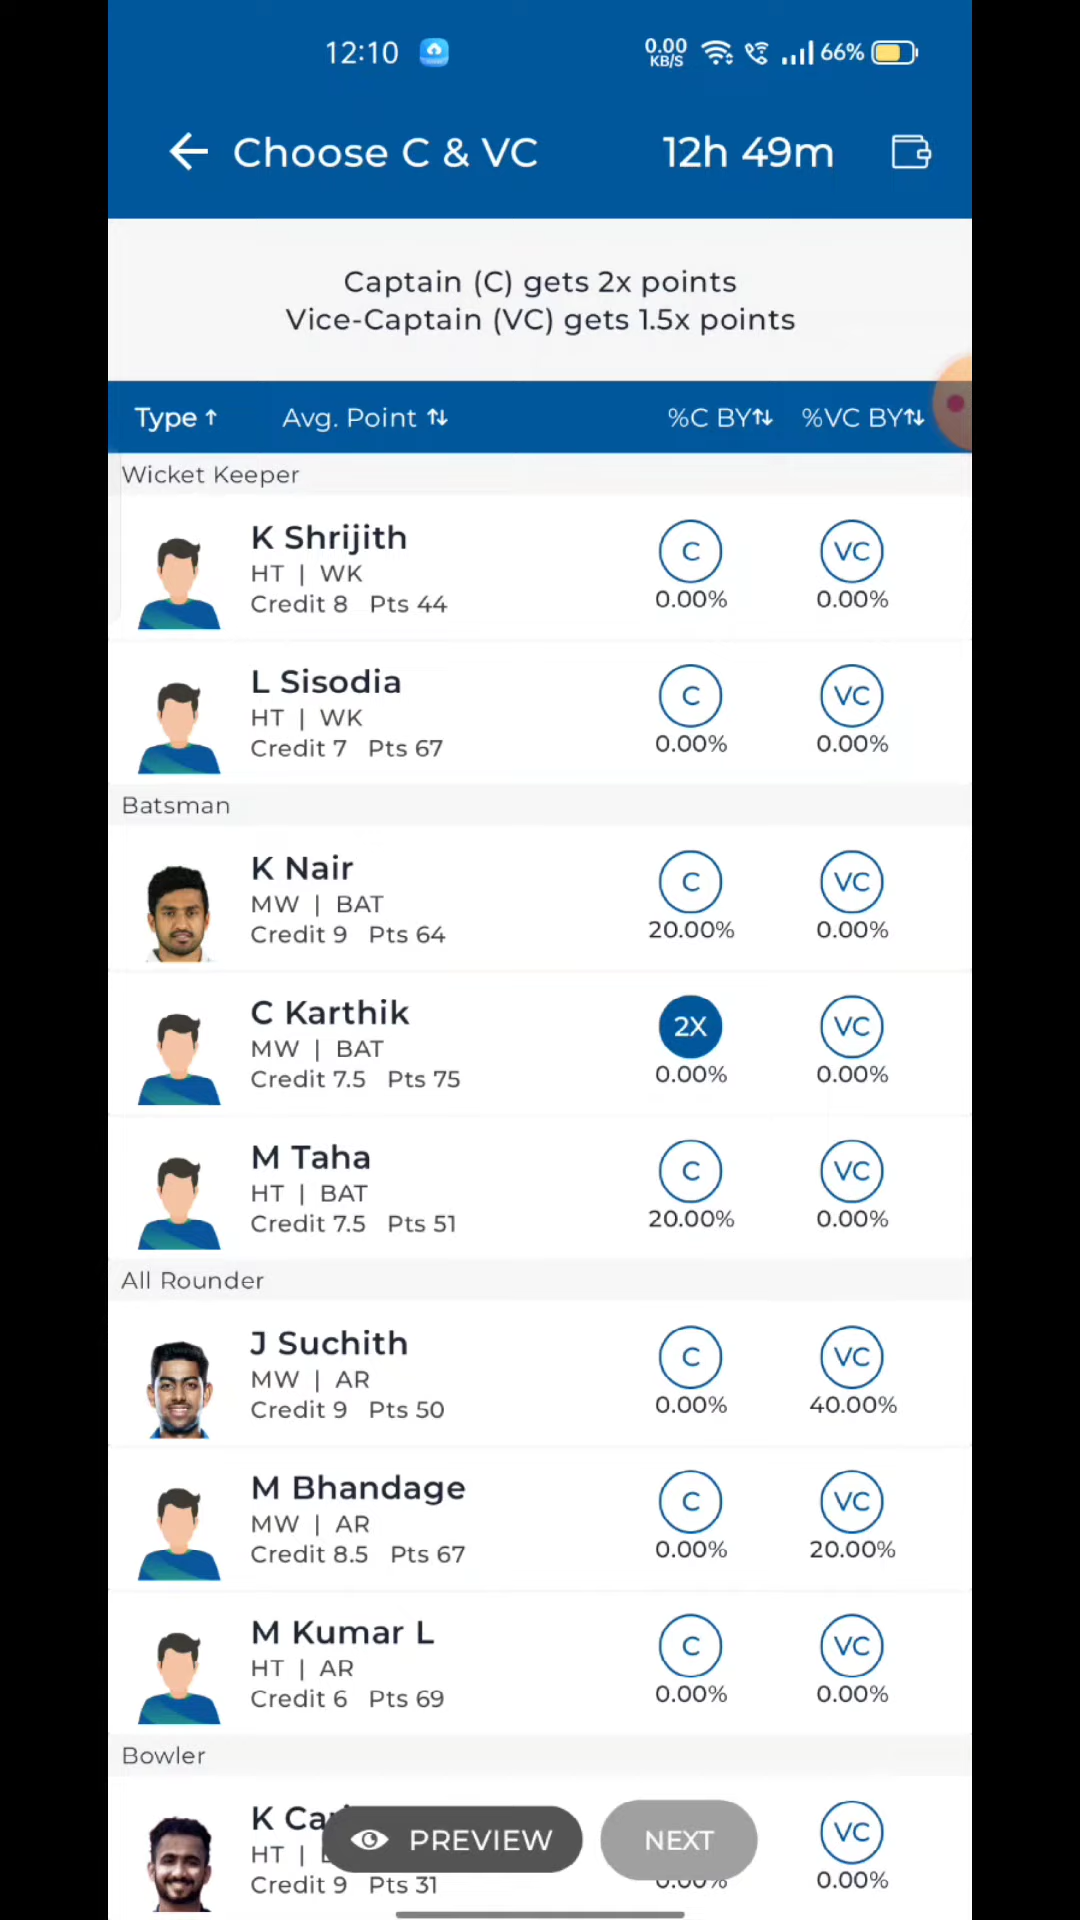 12:10
0.00 KB/S
66%
Choose C & VC 12h 49m
Captain (C) gets 2x points
Vice-Captain (VC) gets 1.5x points
Type Avg. Point %C BY %VC BY
Wicket Keeper
K Shrijith
HT | WK
Credit 8 Pts 44
C
0.00%
VC
0.00%
L Sisodia
HT | WK
Credit 7 Pts 67
C
0.00%
VC
0.00%
Batsman
K Nair
MW | BAT
Credit 9 Pts 64
C
20.00%
VC
0.00%
C Karthik
MW | BAT
Credit 7.5 Pts 75
2X
0.00%
VC
0.00%
M Taha
HT | BAT
Credit 7.5 Pts 51
C
20.00%
VC
0.00%
All Rounder
J Suchith
MW | AR
Credit 9 Pts 50
C
0.00%
VC
40.00%
M Bhandage
MW | AR
Credit 8.5 Pts 67
C
0.00%
VC
20.00%
M Kumar L
HT | AR
Credit 6 Pts 69
C
0.00%
VC
0.00%
Bowler
K
HT |
Credit 9 Pts 31
PREVIEW
NEXT
0.00%
VC
0.00%